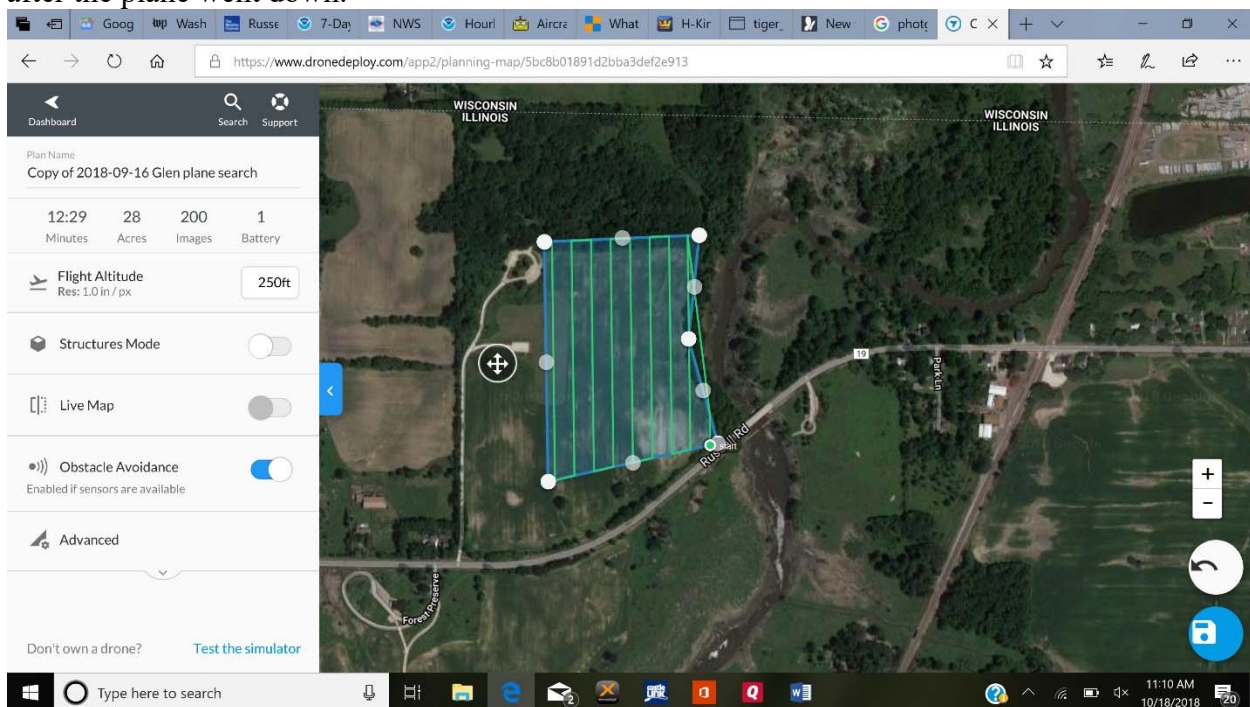 after the plane went down.
Goog
Wash
Russe
7-Day
NWS
Hourl
Aircra
What
H-Kir
tiger_
New
photo
C
https://www.dronedeploy.com/app2/planning-map/5bc8b01891d2bba3def2e913
Dashboard
Search
Support
Plan Name
Copy of 2018-09-16 Glen plane search
12:29 28 200 1
Minutes Acres Images Battery
Flight Altitude
Res: 1.0 in / px
250ft
Structures Mode
Live Map
Obstacle Avoidance
Enabled if sensors are available
Advanced
Don't own a drone?
Test the simulator
WISCONSIN
ILLINOIS
WISCONSIN
ILLINOIS
19
Park Ln
start
Russell Rd
Forest Preserve
+
−
Type here to search
2
Q
11:10 AM
10/18/2018
20